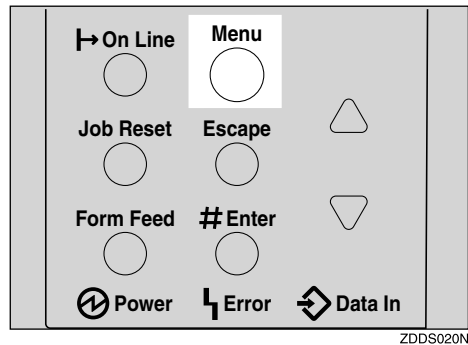 On Line Menu
Job Reset Escape
Form Feed # Enter
Power Error Data In
ZDDS020N